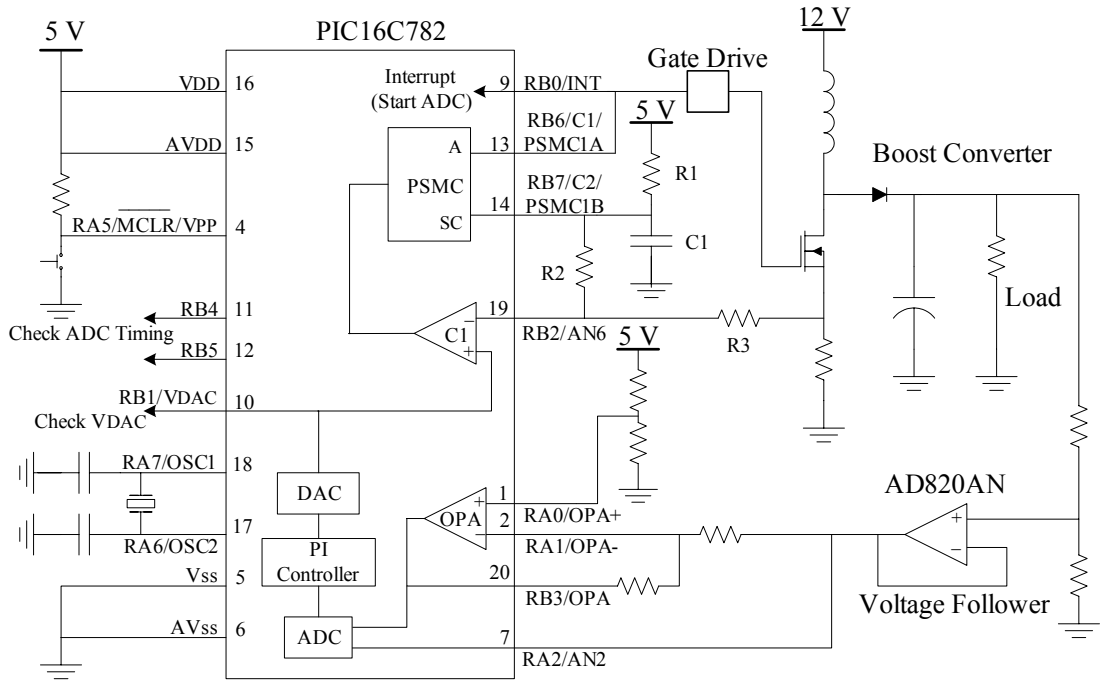 5 V
PIC16C782
12 V
VDD
16
Interrupt
(Start ADC)
9
RB0/INT
Gate Drive
5 V
AVDD
15
A
PSMC
SC
13
RB6/C1/
PSMC1A
RB7/C2/
PSMC1B
14
R1
C1
R2
Boost Converter
RA5/MCLR/VPP
4
Load
RB4
11
Check ADC Timing
RB5
12
C1
−
+
19
RB2/AN6
R3
5 V
RB1/VDAC
10
Check VDAC
RA7/OSC1
18
DAC
RA6/OSC2
17
PI
Controller
OPA
+
−
1
RA0/OPA+
2
RA1/OPA-
AD820AN
+
−
Voltage Follower
Vss
5
20
RB3/OPA
AVss
6
ADC
7
RA2/AN2